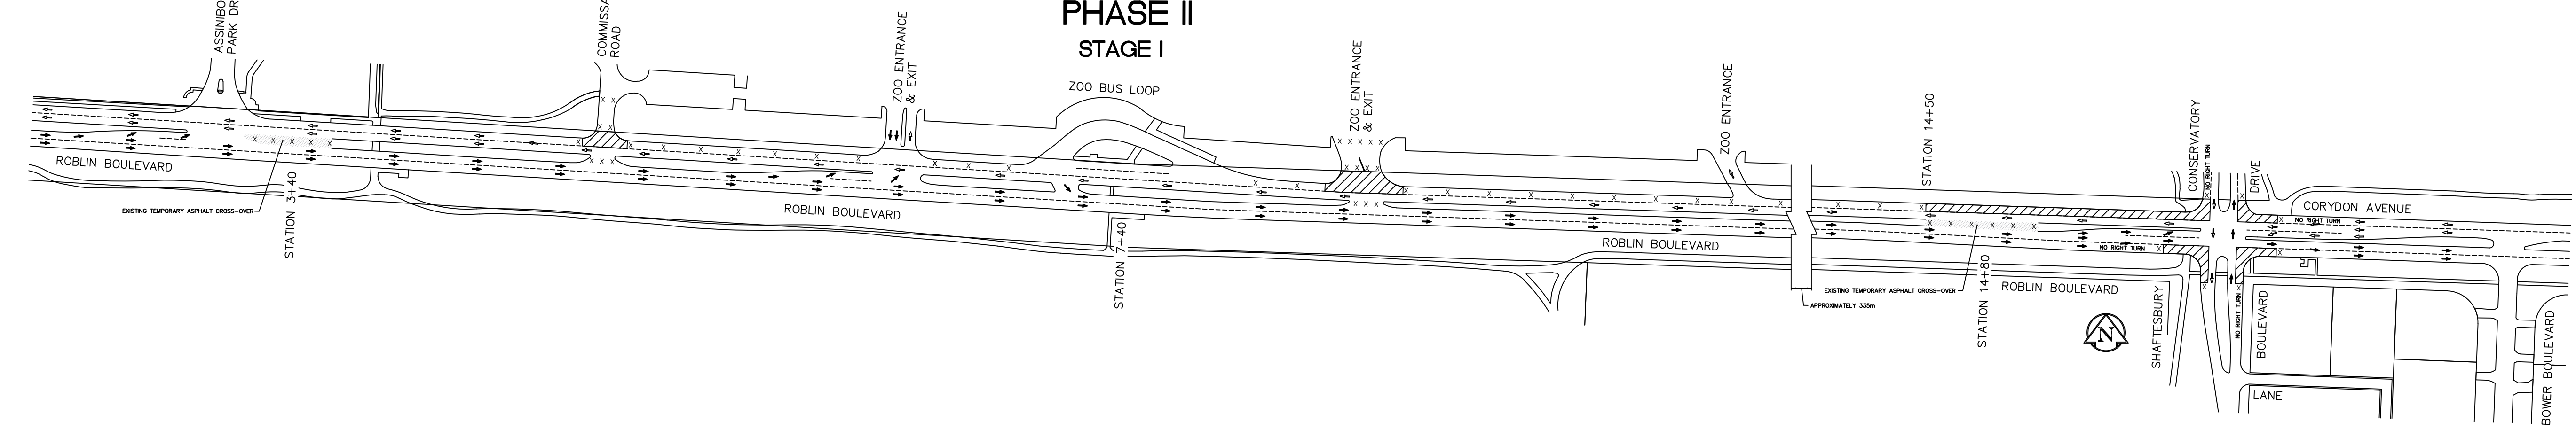 PHASE II
STAGE I
PARK DR
ROAD
ZOO ENTRANCE
& EXIT
ZOO BUS LOOP
ZOO ENTRANCE
& EXIT
ZOO ENTRANCE
STATION 14+50
CONSERVATORY
NO RIGHT TURN
DRIVE
CORYDON AVENUE
NO RIGHT TURN
ROBLIN BOULEVARD
EXISTING TEMPORARY ASPHALT CROSS-OVER
STATION 3+40
ROBLIN BOULEVARD
STATION 7+40
ROBLIN BOULEVARD
APPROXIMATELY 335m
EXISTING TEMPORARY ASPHALT CROSS-OVER
STATION 14+80
NO RIGHT TURN
ROBLIN BOULEVARD
N
SHAFTESBURY
NO RIGHT TURN
BOULEVARD
LANE
BOWER BOULEVARD